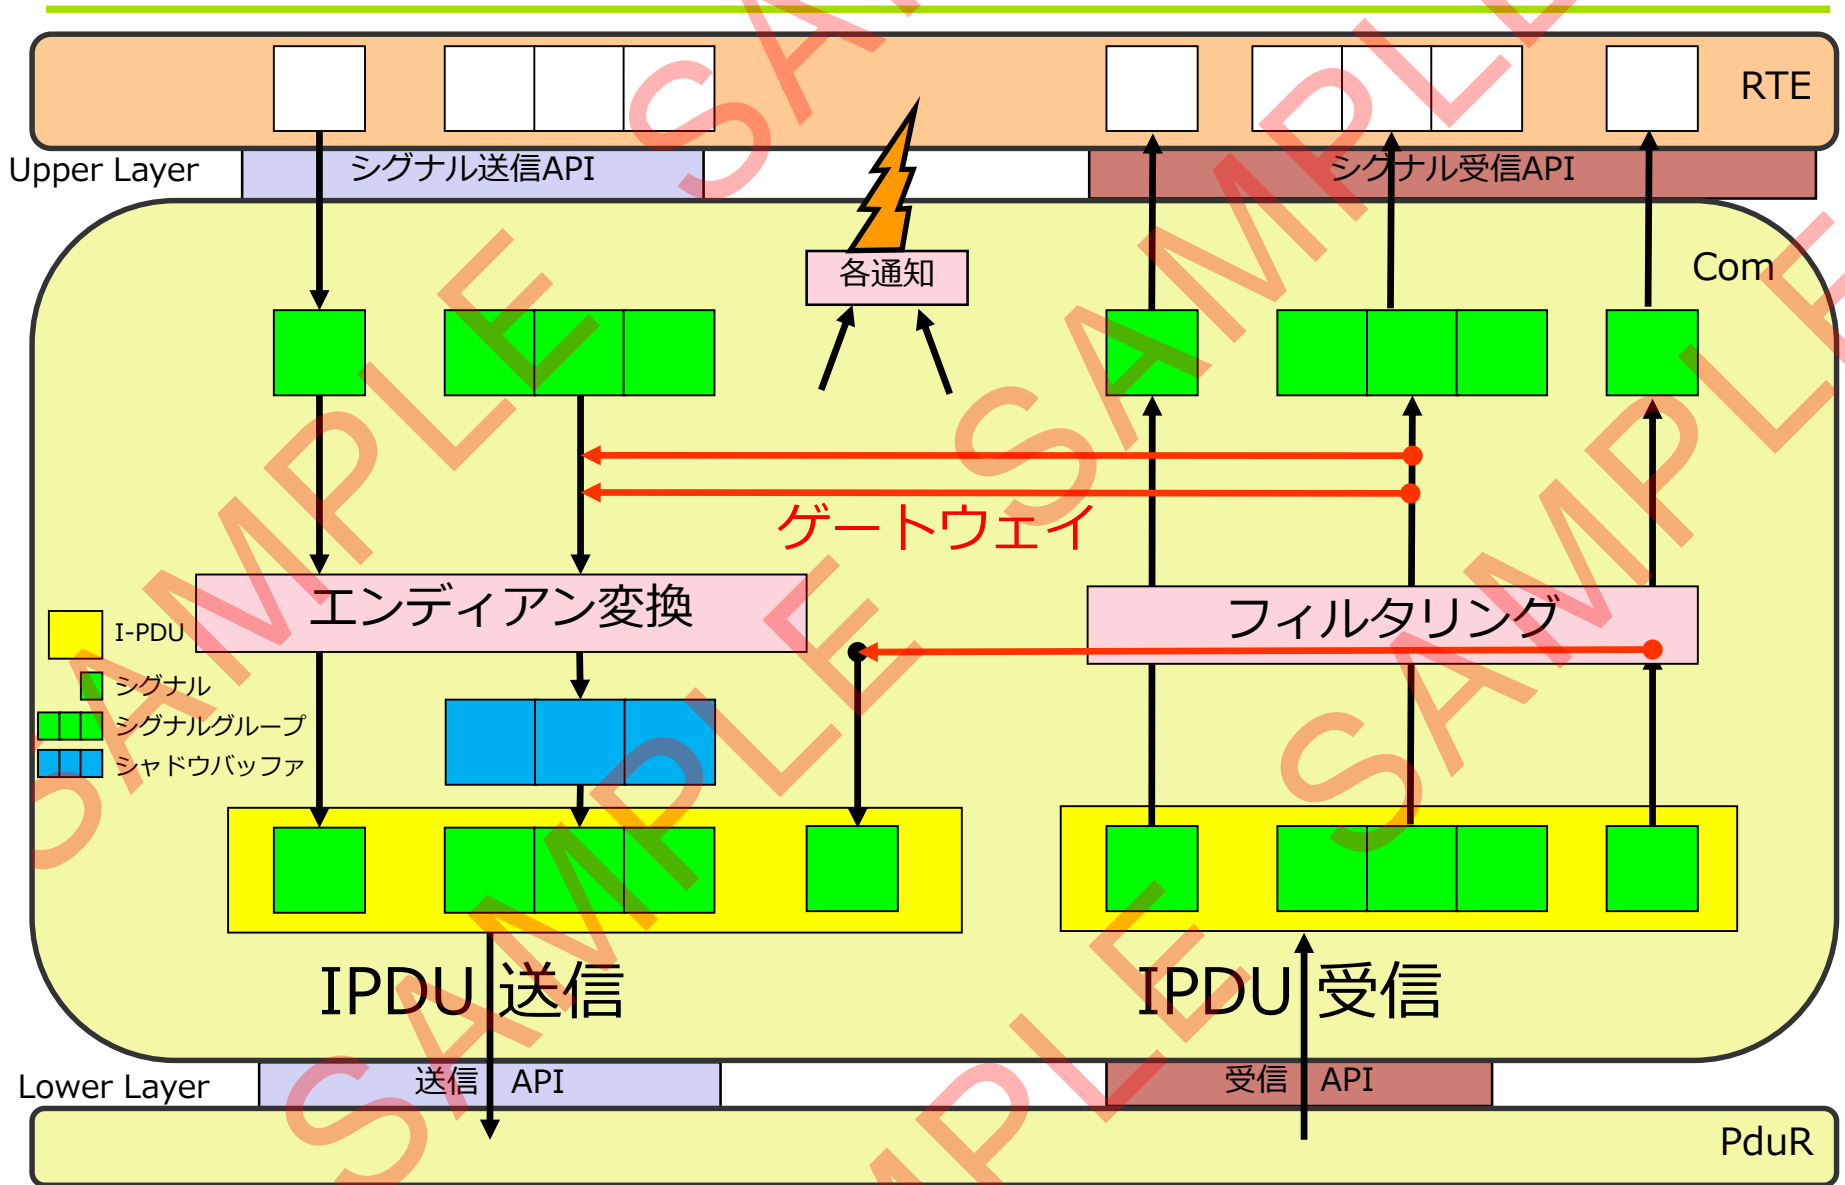 RTE
Upper Layer
シグナル送信API
シグナル受信API
各通知
Com
ゲートウェイ
エンディアン変換
フィルタリング
I-PDU
シグナル
シグナルグループ
シャドウバッファ
IPDU 送信
IPDU 受信
Lower Layer
送信 API
受信 API
PduR
SAMPLE SAMPLE
SAMPLE SAMPLE SAMPLE
SAMPLE SAMPLE